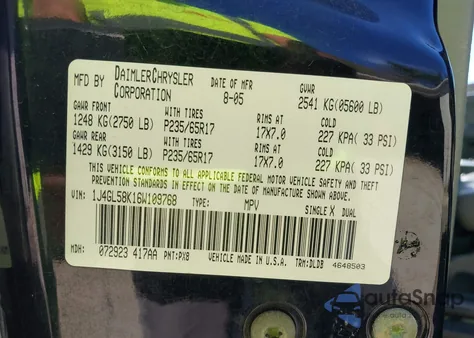 MFD BY DAIMLERCHRYSLER CORPORATION DATE OF MFR 8-05 GVWR 2541 KG(05600 LB)
GAWR FRONT WITH TIRES RIMS AT COLD
1248 KG(2750 LB) P235/65R17 17X7.0 227 KPA( 33 PSI)
GAWR REAR WITH TIRES RIMS AT COLD
1429 KG(3150 LB) P235/65R17 17X7.0 227 KPA( 33 PSI)
THIS VEHICLE CONFORMS TO ALL APPLICABLE FEDERAL MOTOR VEHICLE SAFETY AND THEFT
PREVENTION STANDARDS IN EFFECT ON THE DATE OF MANUFACTURE SHOWN ABOVE.
VIN: 1J4GL58K16W109768 TYPE: MPV SINGLE X DUAL
MDH: 072923 417AA PNT:PX8 VEHICLE MADE IN U.S.A. TRM:DLDB 4648503
autoSnap